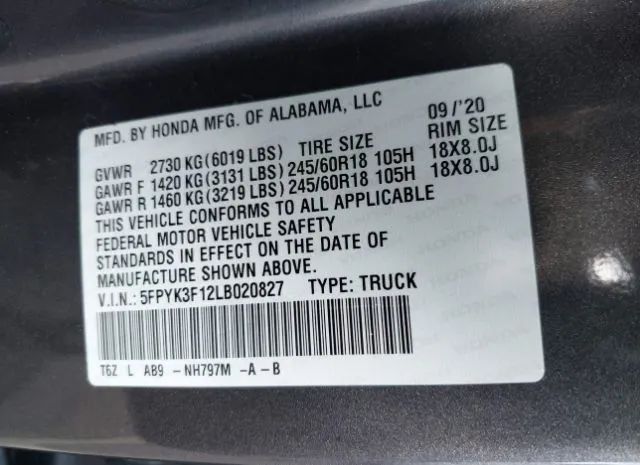 MFD. BY HONDA MFG. OF ALABAMA, LLC 09/'20
GVWR 2730 KG(6019 LBS) TIRE SIZE RIM SIZE
GAWR F 1420 KG(3131 LBS) 245/60R18 105H 18X8.0J
GAWR R 1460 KG(3219 LBS) 245/60R18 105H 18X8.0J
THIS VEHICLE CONFORMS TO ALL APPLICABLE
FEDERAL MOTOR VEHICLE SAFETY
STANDARDS IN EFFECT ON THE DATE OF
MANUFACTURE SHOWN ABOVE.
V.I.N.: 5FPYK3F12LB020827 TYPE: TRUCK
T6Z L AB9 -NH797M -A -B